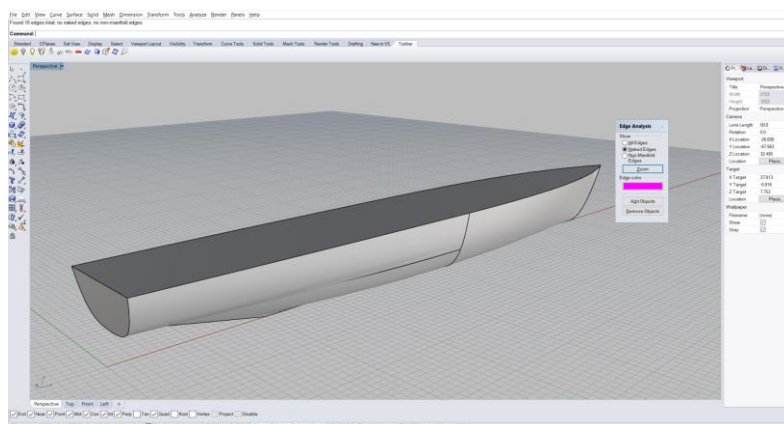 File Edit View Curve Surface Solid Mesh Dimension Transform Tools Analyze Render Panels Help
Found 10 edges total; no naked edges, no non-manifold edges.
Command:
Standard CPlanes Set View Display Select Viewport Layout Visibility Transform Curve Tools Solid Tools Mesh Tools Render Tools Drafting New in V5 Toolbar
Perspective
Viewport
Title Perspective
Width
Height
Projection Perspective
Camera
Lens Length 50.0
Rotation 0.0
X Location
Y Location
Z Location
Location Place...
Target
X Target 37.913
Y Target
Z Target
Location Place...
Wallpaper
Filename (none)
Show
Gray
Edge Analysis
Show
All Edges
Naked Edges
Non-Manifold
Edges
Zoom
Edge color
Add Objects
Remove Objects
Perspective Top Front Left
End Near Point Mid Cen Int Perp Tan Quad Knot Vertex Project Disable